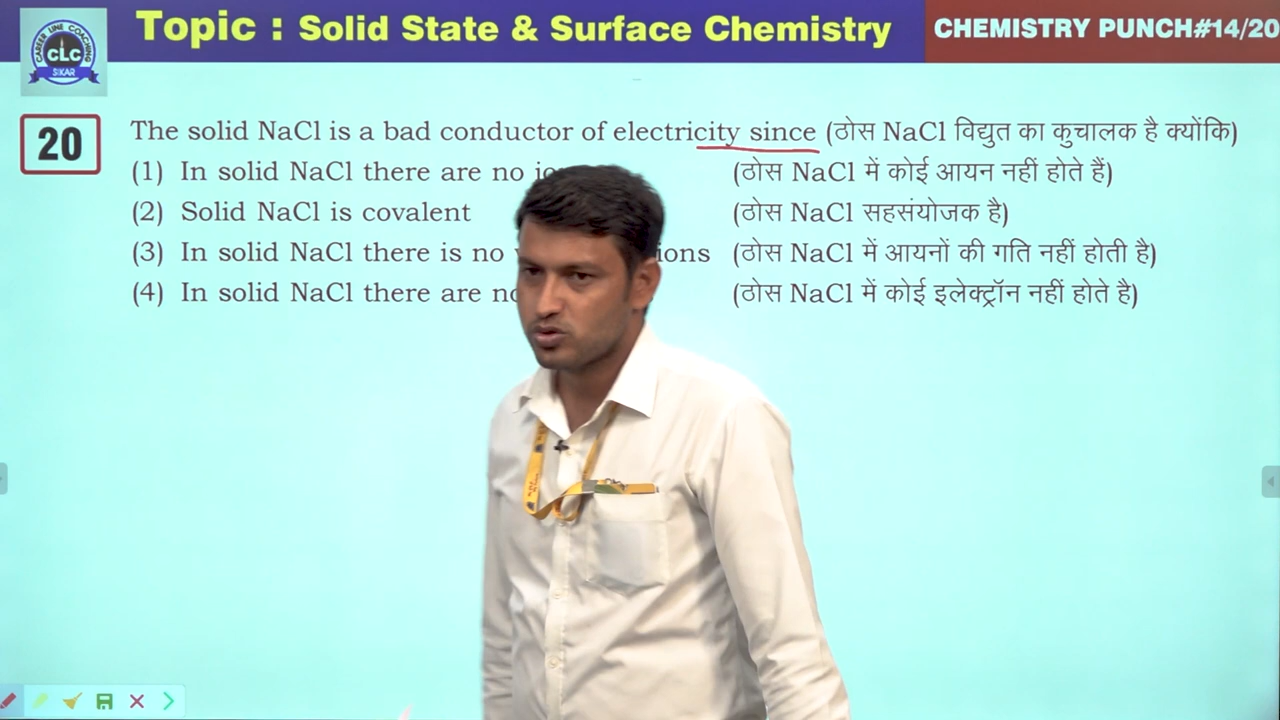 Topic : Solid State & Surface Chemistry
CHEMISTRY PUNCH#14/20
CAREER LINE COACHING
CLC
SIKAR
20
The solid NaCl is a bad conductor of electricity since (ठोस NaCl विद्युत का कुचालक है क्योंकि)
(1) In solid NaCl there are no (ठोस NaCl में कोई आयन नहीं होते हैं)
(2) Solid NaCl is covalent (ठोस NaCl सहसंयोजक है)
(3) In solid NaCl there is no ions (ठोस NaCl में आयनों की गति नहीं होती है)
(4) In solid NaCl there are (ठोस NaCl में कोई इलेक्ट्रॉन नहीं होते है)